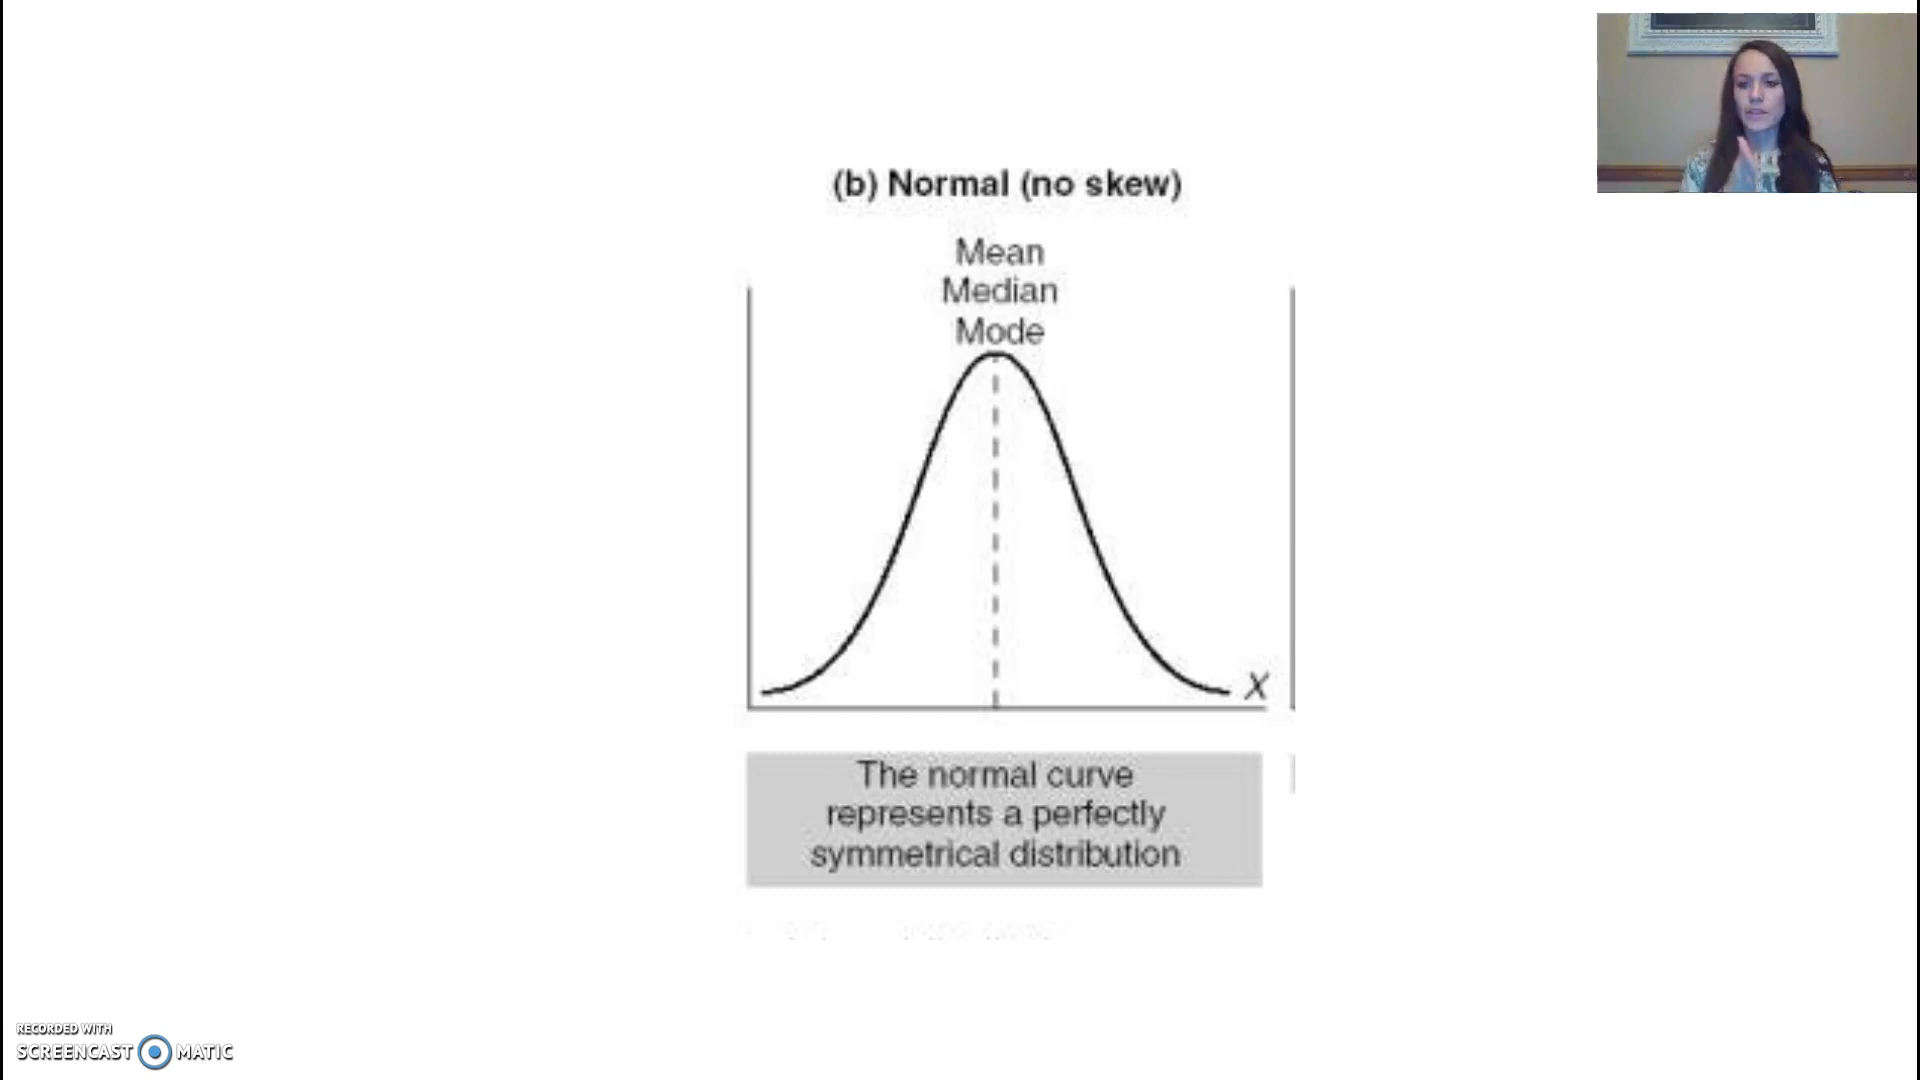 (b) Normal (no skew)
Mean
Median
Mode
X
The normal curve
represents a perfectly
symmetrical distribution
RECORDED WITH
SCREENCAST MATIC